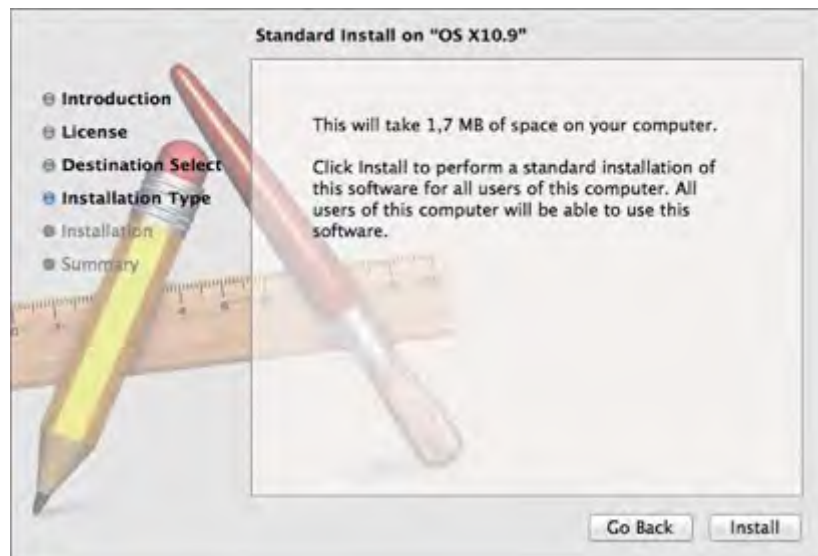 Standard Install on "OS X10.9"
Introduction
License
Destination Select
Installation Type
Installation
Summary
This will take 1,7 MB of space on your computer.
Click Install to perform a standard installation of
this software for all users of this computer. All
users of this computer will be able to use this
software.
Go Back
Install